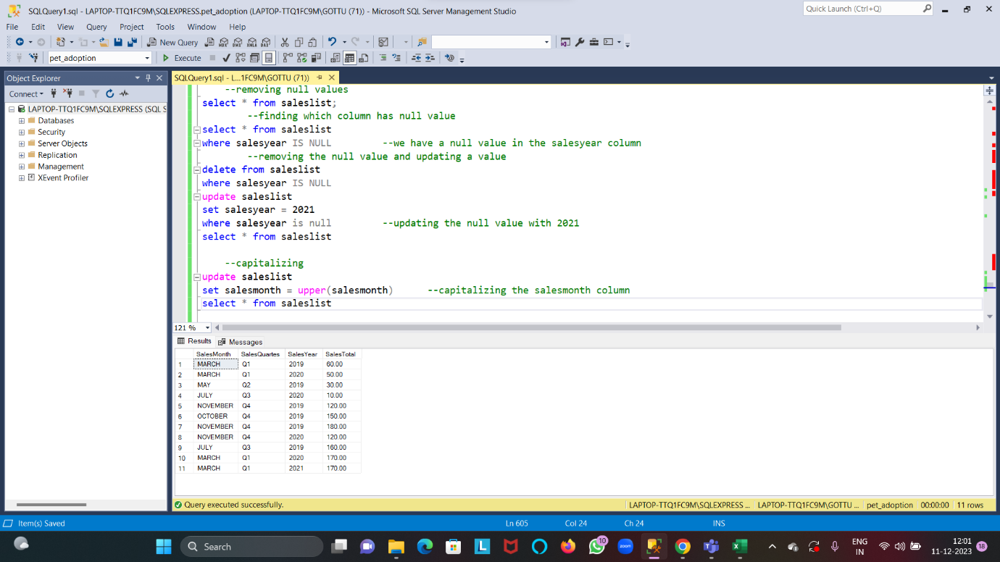 SQLQuery1.sql - LAPTOP-TTQ1FC9M\SQLEXPRESS.pet_adoption (LAPTOP-TTQ1FC9M\GOTTU (71)) - Microsoft SQL Server Management Studio
Quick Launch (Ctrl+Q)
File Edit View Query Project Tools Window Help
New Query
MDX DMX XMLA DAX
pet_adoption Execute
Object Explorer
SQLQuery1.sql - L...1FC9M\GOTTU (71))
Connect
LAPTOP-TTQ1FC9M\SQLEXPRESS (SQL S
Databases
Security
Server Objects
Replication
Management
XEvent Profiler
--removing null values
select * from saleslist;
--finding which column has null value
select * from saleslist
where salesyear IS NULL --we have a null value in the salesyear column
--removing the null value and updating a value
delete from saleslist
where salesyear IS NULL
update saleslist
set salesyear = 2021
where salesyear is null --updating the null value with 2021
select * from saleslist
--capitalizing
update saleslist
set salesmonth = upper(salesmonth) --capitalizing the salesmonth column
select * from saleslist
121 %
Results Messages
SalesMonth SalesQuartes SalesYear SalesTotal
1 MARCH Q1 2019 60.00
2 MARCH Q1 2020 50.00
3 MAY Q2 2019 30.00
4 JULY Q3 2020 10.00
5 NOVEMBER Q4 2019 120.00
6 OCTOBER Q4 2019 150.00
7 NOVEMBER Q4 2019 180.00
8 NOVEMBER Q4 2020 120.00
9 JULY Q3 2019 160.00
10 MARCH Q1 2020 170.00
11 MARCH Q1 2021 170.00
Query executed successfully. LAPTOP-TTQ1FC9M\SQLEXPRESS ... LAPTOP-TTQ1FC9M\GOTTU ... pet_adoption 00:00:00 11 rows
Item(s) Saved Ln 605 Col 24 Ch 24 INS
Search
10
zoom
ENG
IN
12:01
11-12-2023
18